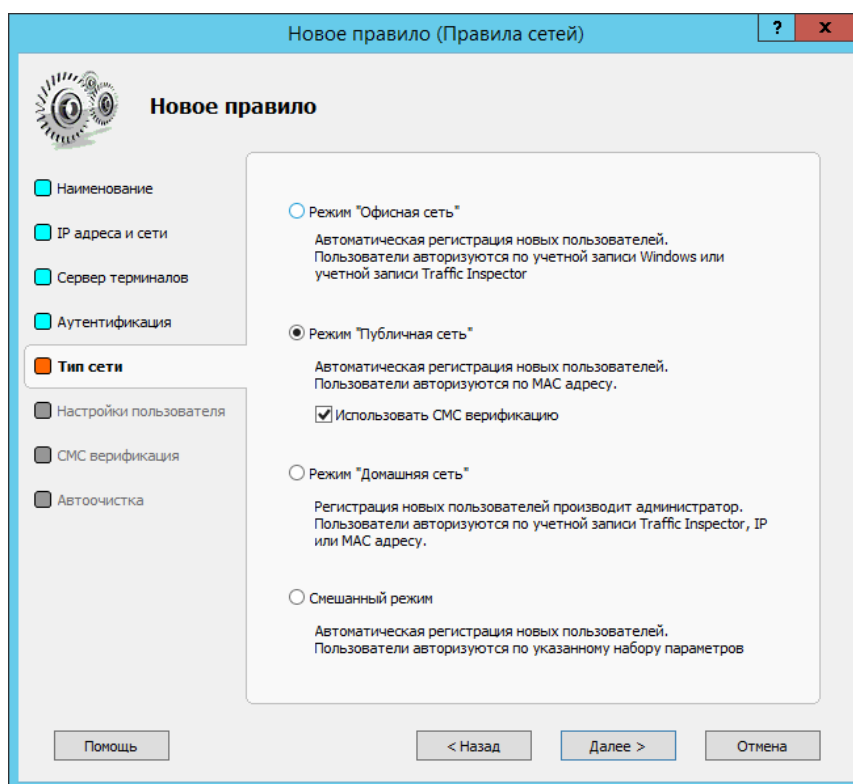 Новое правило (Правила сетей)
?
x
Новое правило
Наименование
IP адреса и сети
Сервер терминалов
Аутентификация
Тип сети
Настройки пользователя
СМС верификация
Автоочистка
Режим "Офисная сеть"
Автоматическая регистрация новых пользователей.
Пользователи авторизуются по учетной записи Windows или
учетной записи Traffic Inspector
Режим "Публичная сеть"
Автоматическая регистрация новых пользователей.
Пользователи авторизуются по MAC адресу.
Использовать СМС верификацию
Режим "Домашняя сеть"
Регистрация новых пользователей производит администратор.
Пользователи авторизуются по учетной записи Traffic Inspector, IP
или MAC адресу.
Смешанный режим
Автоматическая регистрация новых пользователей.
Пользователи авторизуются по указанному набору параметров
Помощь
< Назад
Далее >
Отмена